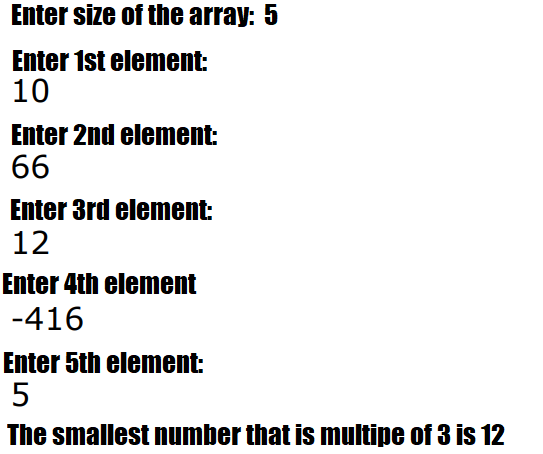 Enter size of the array: 5
Enter 1st element:
10
Enter 2nd element:
66
Enter 3rd element:
12
Enter 4th element
-416
Enter 5th element:
5
The smallest number that is multipe of 3 is 12